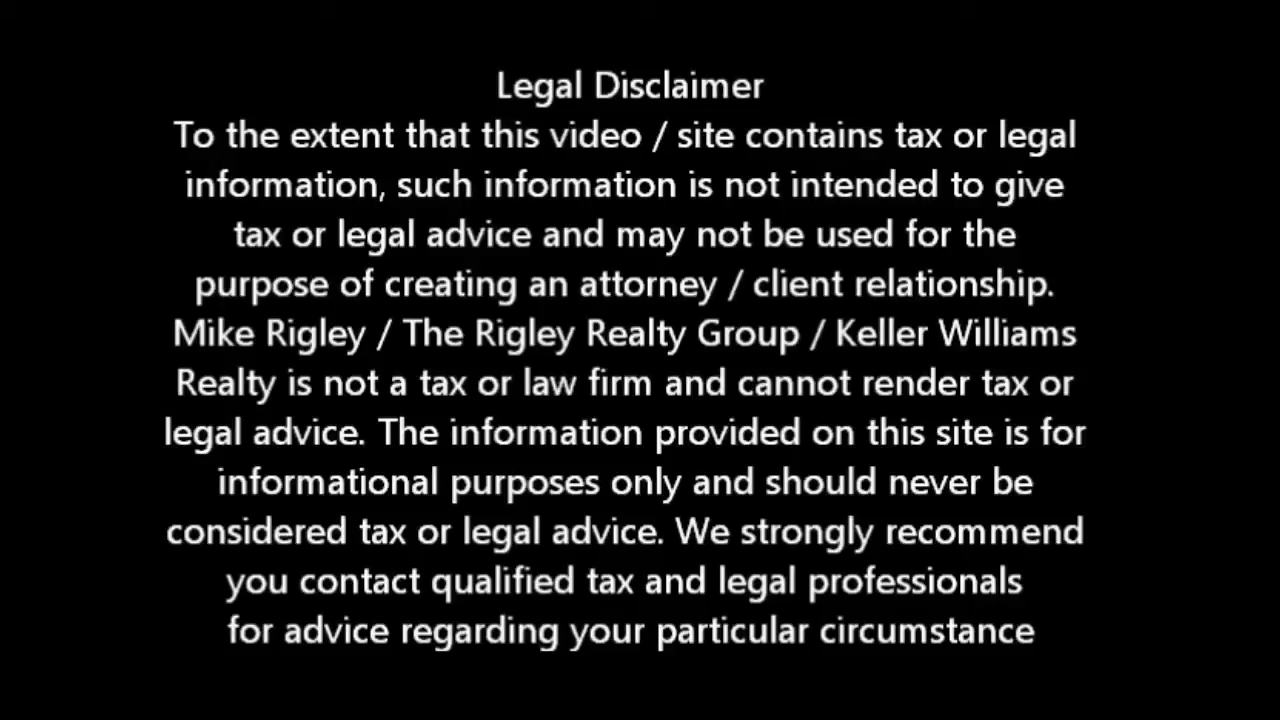 Legal Disclaimer
To the extent that this video / site contains tax or legal
information, such information is not intended to give
tax or legal advice and may not be used for the
purpose of creating an attorney / client relationship.
Mike Rigley / The Rigley Realty Group / Keller Williams
Realty is not a tax or law firm and cannot render tax or
legal advice. The information provided on this site is for
informational purposes only and should never be
considered tax or legal advice. We strongly recommend
you contact qualified tax and legal professionals
for advice regarding your particular circumstance